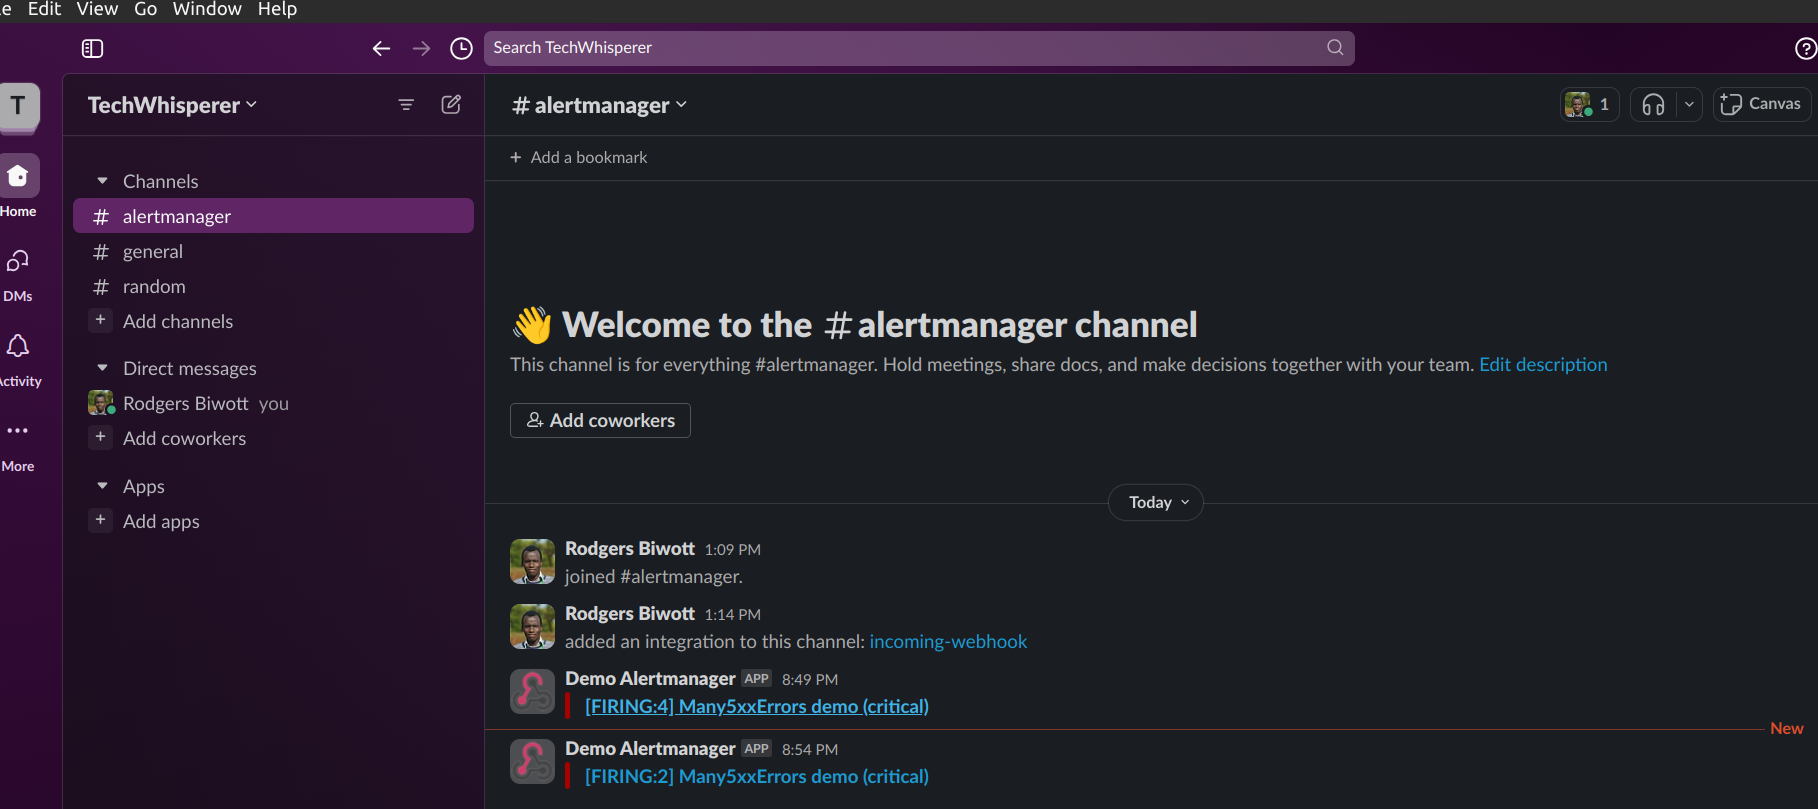 e Edit View Go Window Help
Search TechWhisperer
T
TechWhisperer
# alertmanager
1
Canvas
+ Add a bookmark
Home
DMs
Activity
More
Channels
# alertmanager
# general
# random
+ Add channels
Direct messages
Rodgers Biwott you
+ Add coworkers
Apps
+ Add apps
Welcome to the # alertmanager channel
This channel is for everything #alertmanager. Hold meetings, share docs, and make decisions together with your team. Edit description
Add coworkers
Today
Rodgers Biwott 1:09 PM
joined #alertmanager.
Rodgers Biwott 1:14 PM
added an integration to this channel: incoming-webhook
Demo Alertmanager APP 8:49 PM
[FIRING:4] Many5xxErrors demo (critical)
New
Demo Alertmanager APP 8:54 PM
[FIRING:2] Many5xxErrors demo (critical)